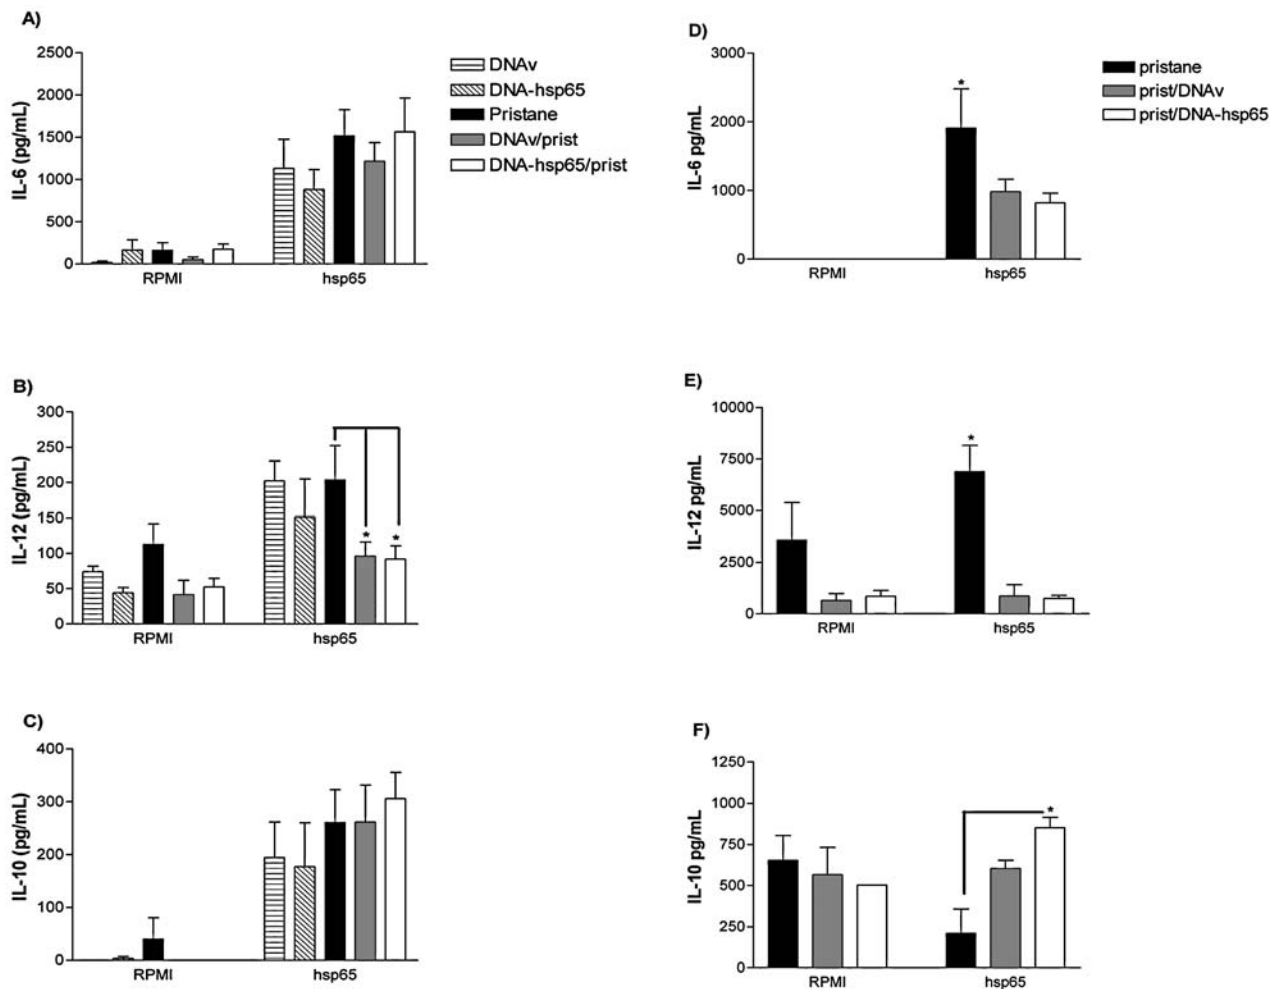 A)
IL-6 (pg/mL)
2500
2000
1500
1000
500
0
RPMI
hsp65
DNAv
DNA-hsp65
Pristane
DNAv/prist
DNA-hsp65/prist
D)
IL-6 pg/mL
3000
2000
1000
0
*
RPMI
hsp65
pristane
prist/DNAv
prist/DNA-hsp65
B)
IL-12 (pg/mL)
300
250
200
150
100
50
0
* *
RPMI
hsp65
E)
IL-12 pg/mL
10000
7500
5000
2500
0
*
RPMI
hsp65
C)
IL-10 (pg/mL)
400
300
200
100
0
RPMI
hsp65
F)
IL-10 pg/mL
1250
1000
750
500
250
0
*
RPMI
hsp65